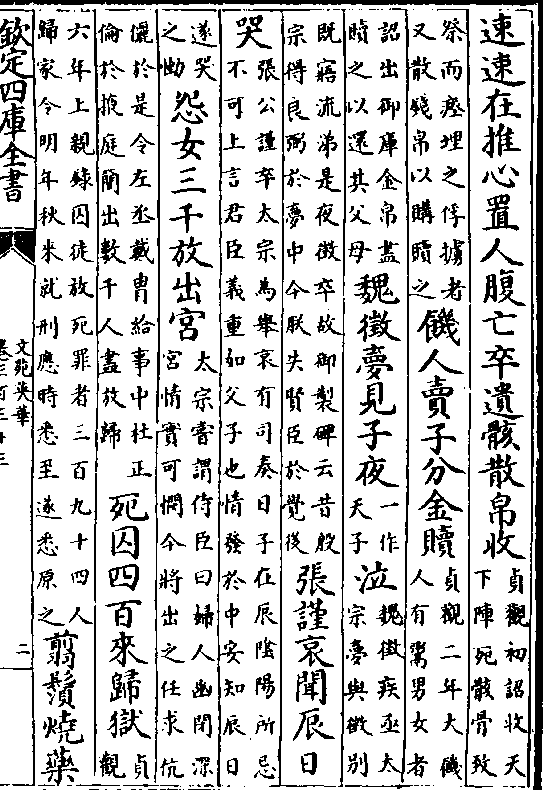 速速在推心置人腹亡卒遺骸散帛收
貞觀初詔收天
下陣死骸骨致
祭而瘞埋之俘擄者
又散錢帛以購贖之
饑人賣子分金贖
貞觀二年大饑
人有鬻男女者
詔出御庫金帛盡
贖之以還其父母
魏徵夢見子夜
一作
天子
泣
魏徵疾亟太
宗夢與徵別
既寤流涕是夜徵卒故御製碑云昔殷
宗得良弼於夢中今朕失賢臣於覺後
張謹哀聞辰日
哭
張公謹卒太宗為舉哀有司奏曰子在辰陰陽所忌
不可上言君臣義重如父子也情發於中安知辰日
遂哭
之慟
怨女三千放出宮
太宗嘗謂侍臣曰婦人幽閉深
宮情實可憫今將出之任求伉
儷於是令左丞戴冑給事中杜正
倫於掖庭簡出數千人盡放歸
死囚四百來歸獄
貞
觀
六年上親錄囚徒放死罪者三百九十四人
歸家令明年秋來就刑應時悉至遂悉原之
翦鬚燒藥
欽定四庫全書
文苑英華
卷三百三十三
二